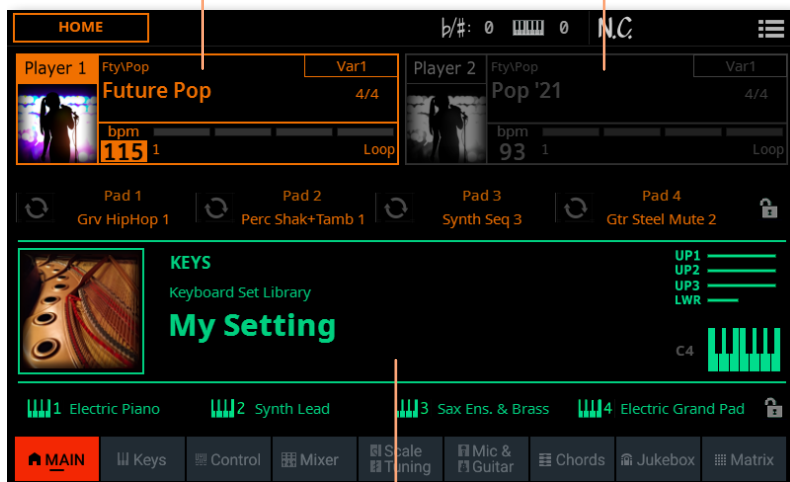 HOME
b/#: 0 0 N.C.
Player 1 Fty\Pop Var1
Future Pop
4/4
bpm
115 1 Loop
Player 2 Fty\Pop Var1
Pop '21
4/4
bpm
93 1 Loop
Pad 1
Grv HipHop 1
Pad 2
Perc Shak+Tamb 1
Pad 3
Synth Seq 3
Pad 4
Gtr Steel Mute 2
KEYS
Keyboard Set Library
My Setting
UP1
UP2
UP3
LWR
C4
1 Electric Piano
2 Synth Lead
3 Sax Ens. & Brass
4 Electric Grand Pad
MAIN
Keys
Control
Mixer
Scale
Tuning
Mic &
Guitar
Chords
Jukebox
Matrix